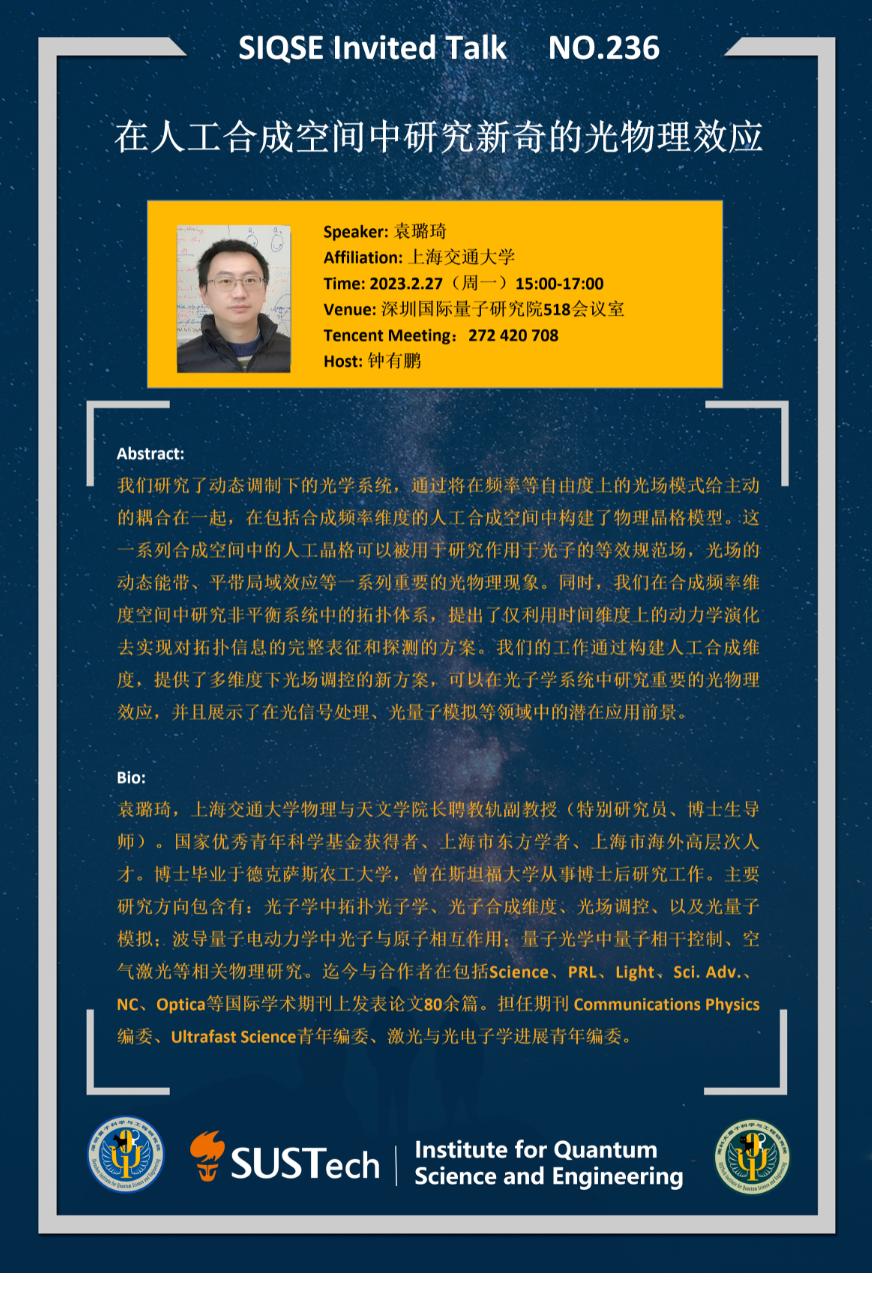 SIQSE Invited Talk NO.236
在人工合成空间中研究新奇的光物理效应
Speaker: 袁璐琦
Affiliation: 上海交通大学
Time: 2023.2.27（周一）15:00-17:00
Venue: 深圳国际量子研究院518会议室
Tencent Meeting：272 420 708
Host: 钟有鹏
Abstract:
我们研究了动态调制下的光学系统，通过将在频率等自由度上的光场模式给主动
的耦合在一起，在包括合成频率维度的人工合成空间中构建了物理晶格模型。这
一系列合成空间中的人工晶格可以被用于研究作用于光子的等效规范场，光场的
动态能带、平带局域效应等一系列重要的光物理现象。同时，我们在合成频率维
度空间中研究非平衡系统中的拓扑体系，提出了仅利用时间维度上的动力学演化
去实现对拓扑信息的完整表征和探测的方案。我们的工作通过构建人工合成维
度，提供了多维度下光场调控的新方案，可以在光子学系统中研究重要的光物理
效应，并且展示了在光信号处理、光量子模拟等领域中的潜在应用前景。
Bio:
袁璐琦，上海交通大学物理与天文学院长聘教轨副教授（特别研究员、博士生导
师）。国家优秀青年科学基金获得者、上海市东方学者、上海市海外高层次人
才。博士毕业于德克萨斯农工大学，曾在斯坦福大学从事博士后研究工作。主要
研究方向包含有：光子学中拓扑光子学、光子合成维度、光场调控、以及光量子
模拟；波导量子电动力学中光子与原子相互作用；量子光学中量子相干控制、空
气激光等相关物理研究。迄今与合作者在包括Science、PRL、Light、Sci. Adv.、
NC、Optica等国际学术期刊上发表论文80余篇。担任期刊 Communications Physics
编委、Ultrafast Science青年编委、激光与光电子学进展青年编委。
SUSTech
Institute for Quantum
Science and Engineering